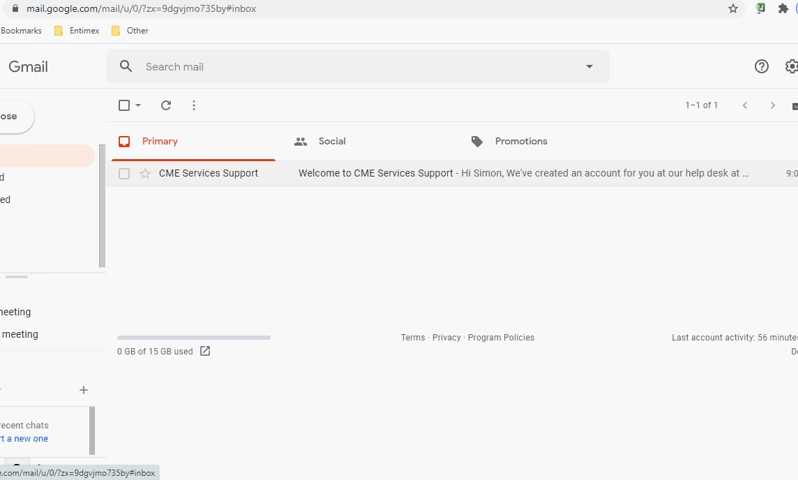 mail.google.com/mail/u/0/?zx=9dgvjmo735by#inbox
Bookmarks Entimex Other
Gmail Search mail
ose 1–1 of 1
Primary Social Promotions
CME Services Support Welcome to CME Services Support - Hi Simon, We've created an account for you at our help desk at ... 9:0
d
ed
neeting
meeting
Terms · Privacy · Program Policies Last account activity: 56 minutes
0 GB of 15 GB used D
recent chats
rt a new one
e.com/mail/u/0/?zx=9dgvjmo735by#inbox